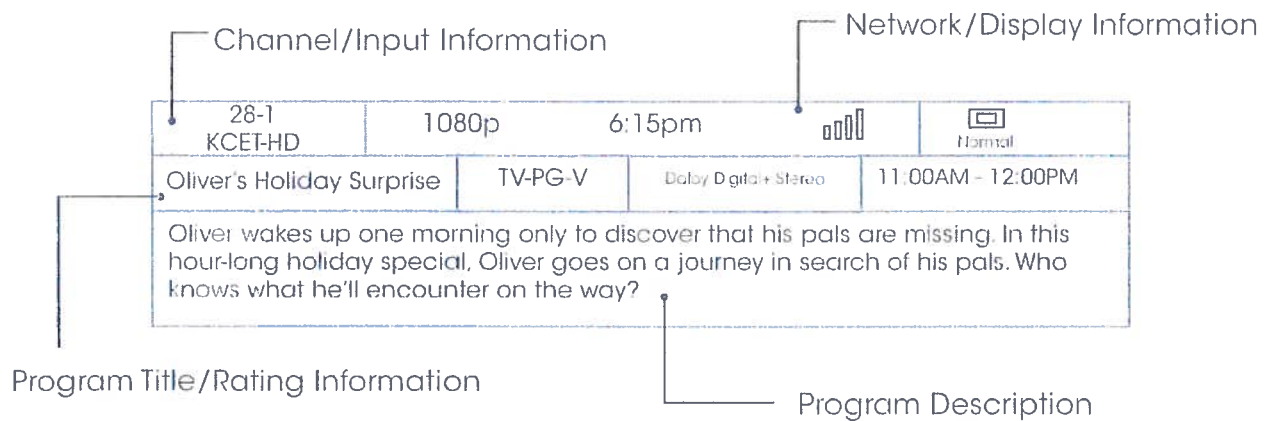 Channel/Input Information
Network/Display Information
28-1
KCET-HD
1080p
6:15pm
Normal
Oliver's Holiday Surprise
TV-PG-V
Dolby Digital+ Stereo
11:00AM - 12:00PM
Oliver wakes up one morning only to discover that his pals are missing. In this
hour-long holiday special, Oliver goes on a journey in search of his pals. Who
knows what he'll encounter on the way?
Program Title/Rating Information
Program Description